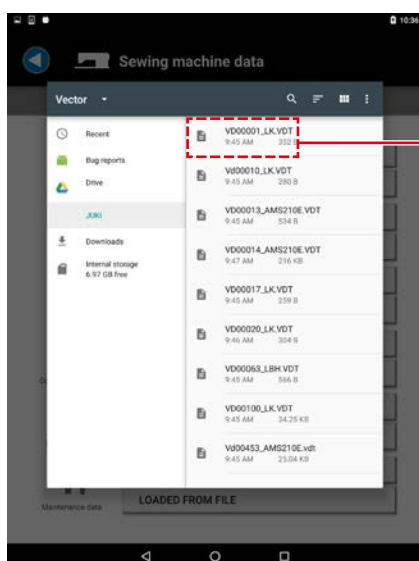 10:36
Sewing machine data
Vector
Recent
Bug reports
Drive
JUKI
Downloads
Internal storage
6.97 GB free
VD00001_LK.VDT
9:45 AM 352 B
Vd00010_LK.VDT
9:45 AM 280 B
VD00013_AMS210E.VDT
9:45 AM 534 B
VD00014_AMS210E.VDT
9:47 AM 216 KB
VD00017_LK.VDT
9:45 AM 259 B
VD00020_LK.VDT
9:46 AM 304 B
VD00063_LBH.VDT
9:45 AM 566 B
VD00100_LK.VDT
9:45 AM 34.25 KB
Vd00453_AMS210E.vdt
9:45 AM 25.04 KB
Maintenance data
LOADED FROM FILE